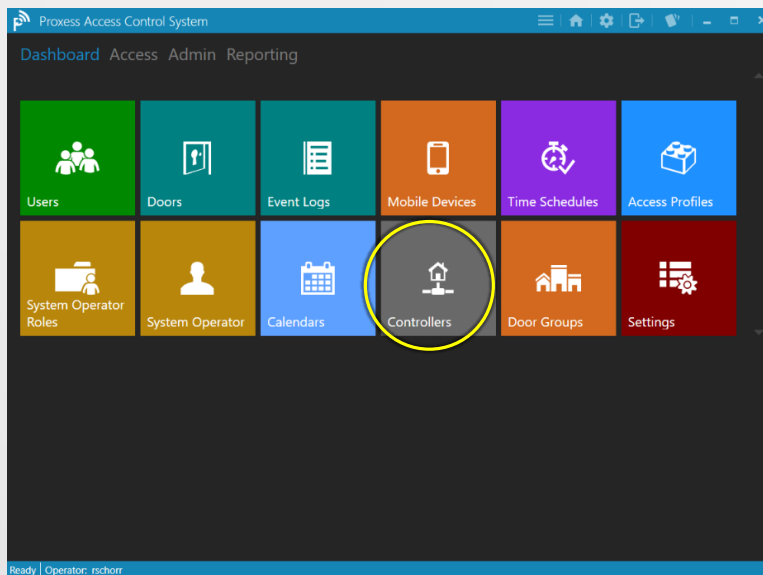 Proxess Access Control System
Dashboard Access Admin Reporting
Users
Doors
Event Logs
Mobile Devices
Time Schedules
Access Profiles
System Operator
Roles
System Operator
Calendars
Controllers
Door Groups
Settings
Ready Operator: rschorr